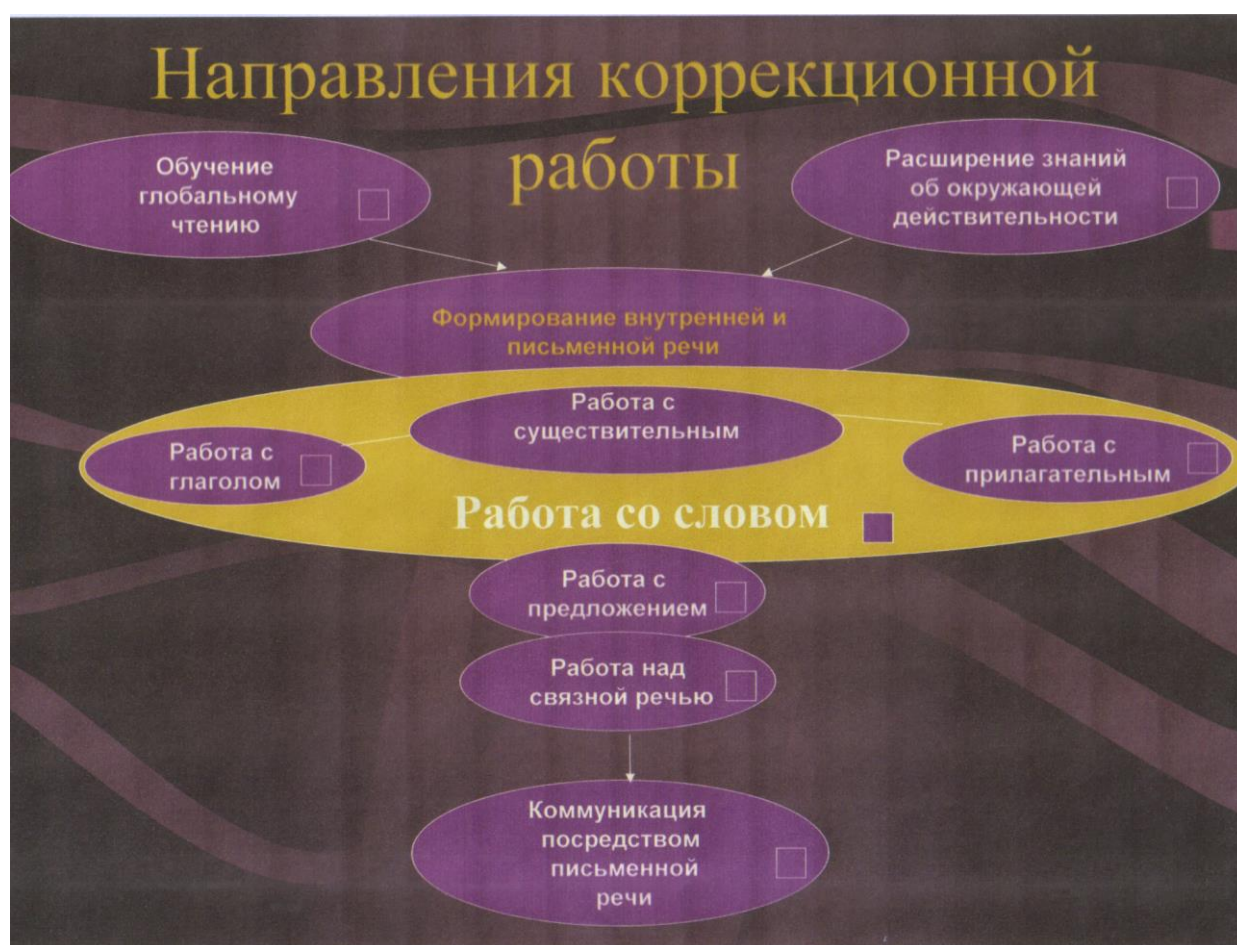 Направления коррекционной
работы
Обучение
глобальному
чтению
Расширение знаний
об окружающей
действительности
Формирование внутренней и
письменной речи
Работа с
существительным
Работа с
глаголом
Работа с
прилагательным
Работа со словом
Работа с
предложением
Работа над
связной речью
Коммуникация
посредством
письменной
речи